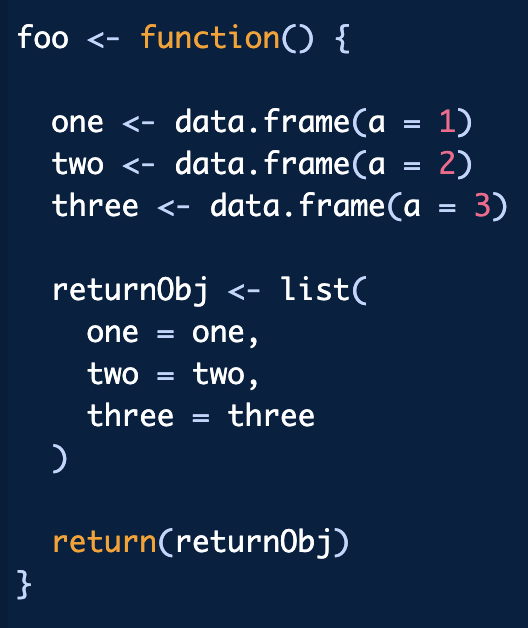 foo <- function() {
one <- data.frame(a = 1)
two <- data.frame(a = 2)
three <- data.frame(a = 3)
returnObj <- list(
one = one,
two = two,
three = three
)
return(returnObj)
}